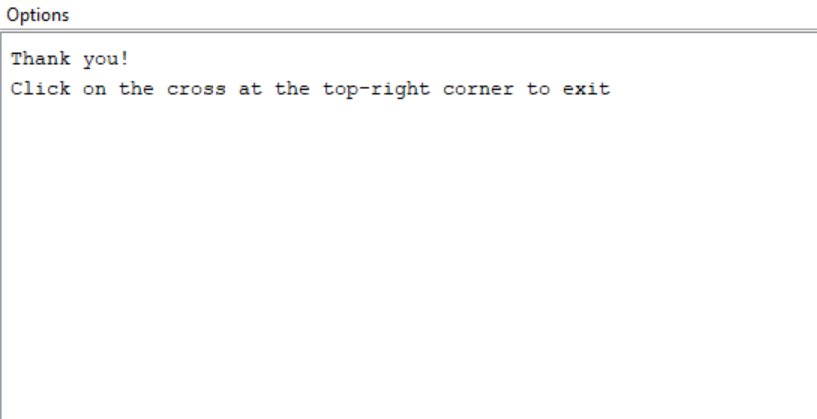 Options
Thank you!
Click on the cross at the top-right corner to exit